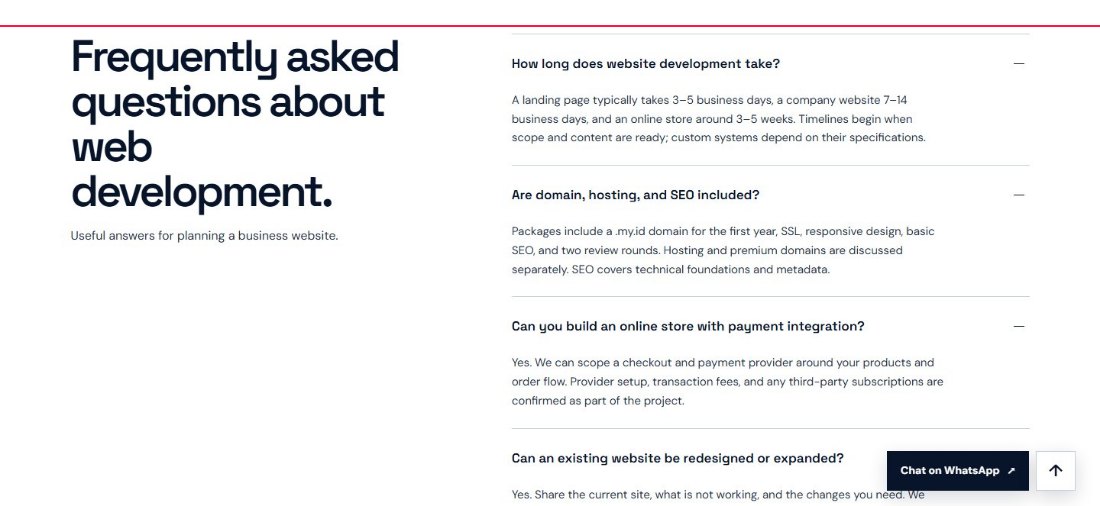 Frequently asked
questions about
web
development.
Useful answers for planning a business website.
How long does website development take?
A landing page typically takes 3–5 business days, a company website 7–14
business days, and an online store around 3–5 weeks. Timelines begin when
scope and content are ready; custom systems depend on their specifications.
Are domain, hosting, and SEO included?
Packages include a .my.id domain for the first year, SSL, responsive design, basic
SEO, and two review rounds. Hosting and premium domains are discussed
separately. SEO covers technical foundations and metadata.
Can you build an online store with payment integration?
Yes. We can scope a checkout and payment provider around your products and
order flow. Provider setup, transaction fees, and any third-party subscriptions are
confirmed as part of the project.
Can an existing website be redesigned or expanded?
Yes. Share the current site, what is not working, and the changes you need. We
Chat on WhatsApp ↗